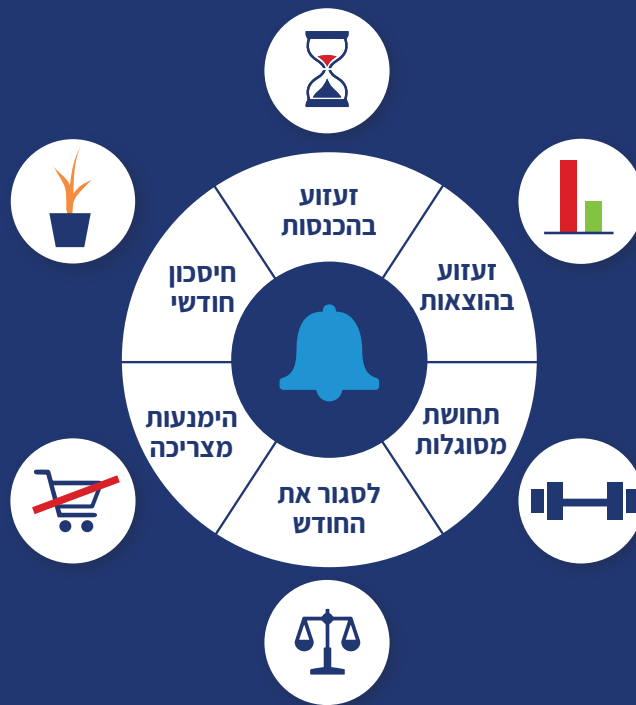 זעזוע
בהכנסות
זעזוע
בהוצאות
תחושת
מסוגלות
לסגור את
החודש
הימנעות
מצריכה
חיסכון
חודשי